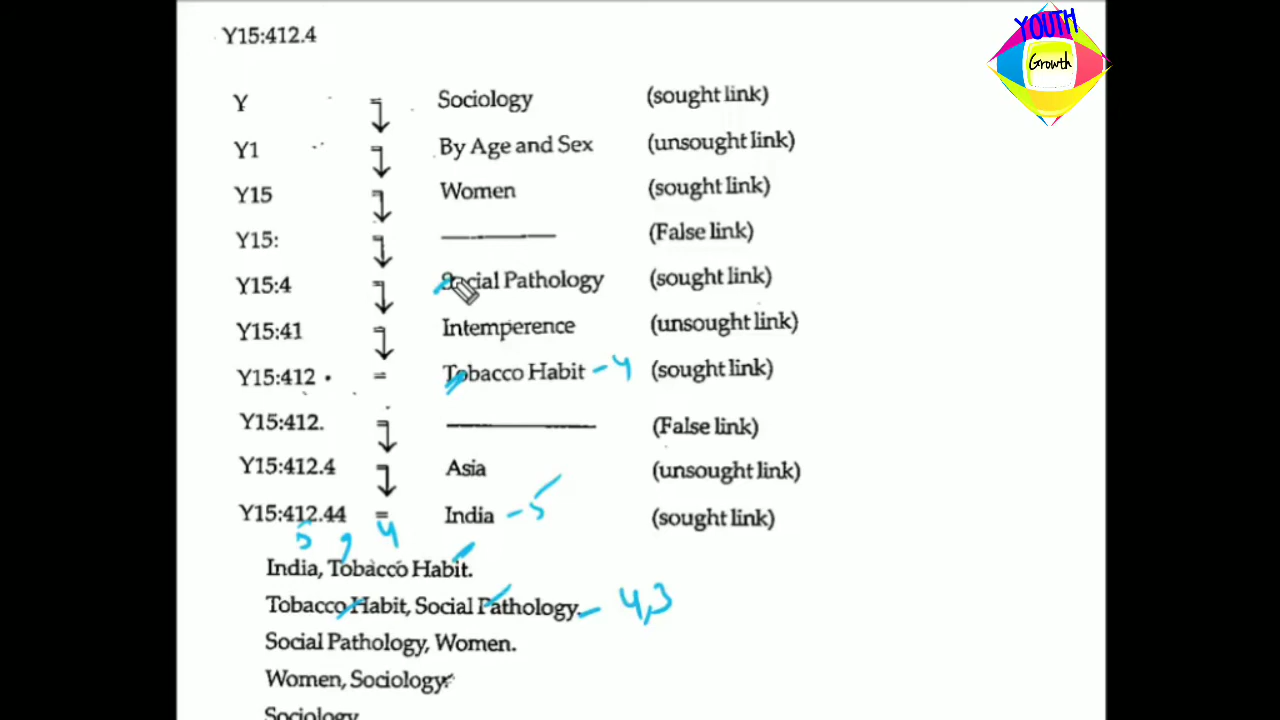 YOUTH
Growth
Y15:412.4
Y Sociology (sought link)
Y1 By Age and Sex (unsought link)
Y15 Women (sought link)
Y15: (False link)
Y15:4 Social Pathology (sought link)
Y15:41 Intemperence (unsought link)
Y15:412 = Tobacco Habit - 4 (sought link)
Y15:412. (False link)
Y15:412.4 Asia (unsought link)
Y15:412.44 = India - 5 (sought link)
5 , 4
India, Tobacco Habit.
Tobacco Habit, Social Pathology. - 4,3
Social Pathology, Women.
Women, Sociology.
Sociology